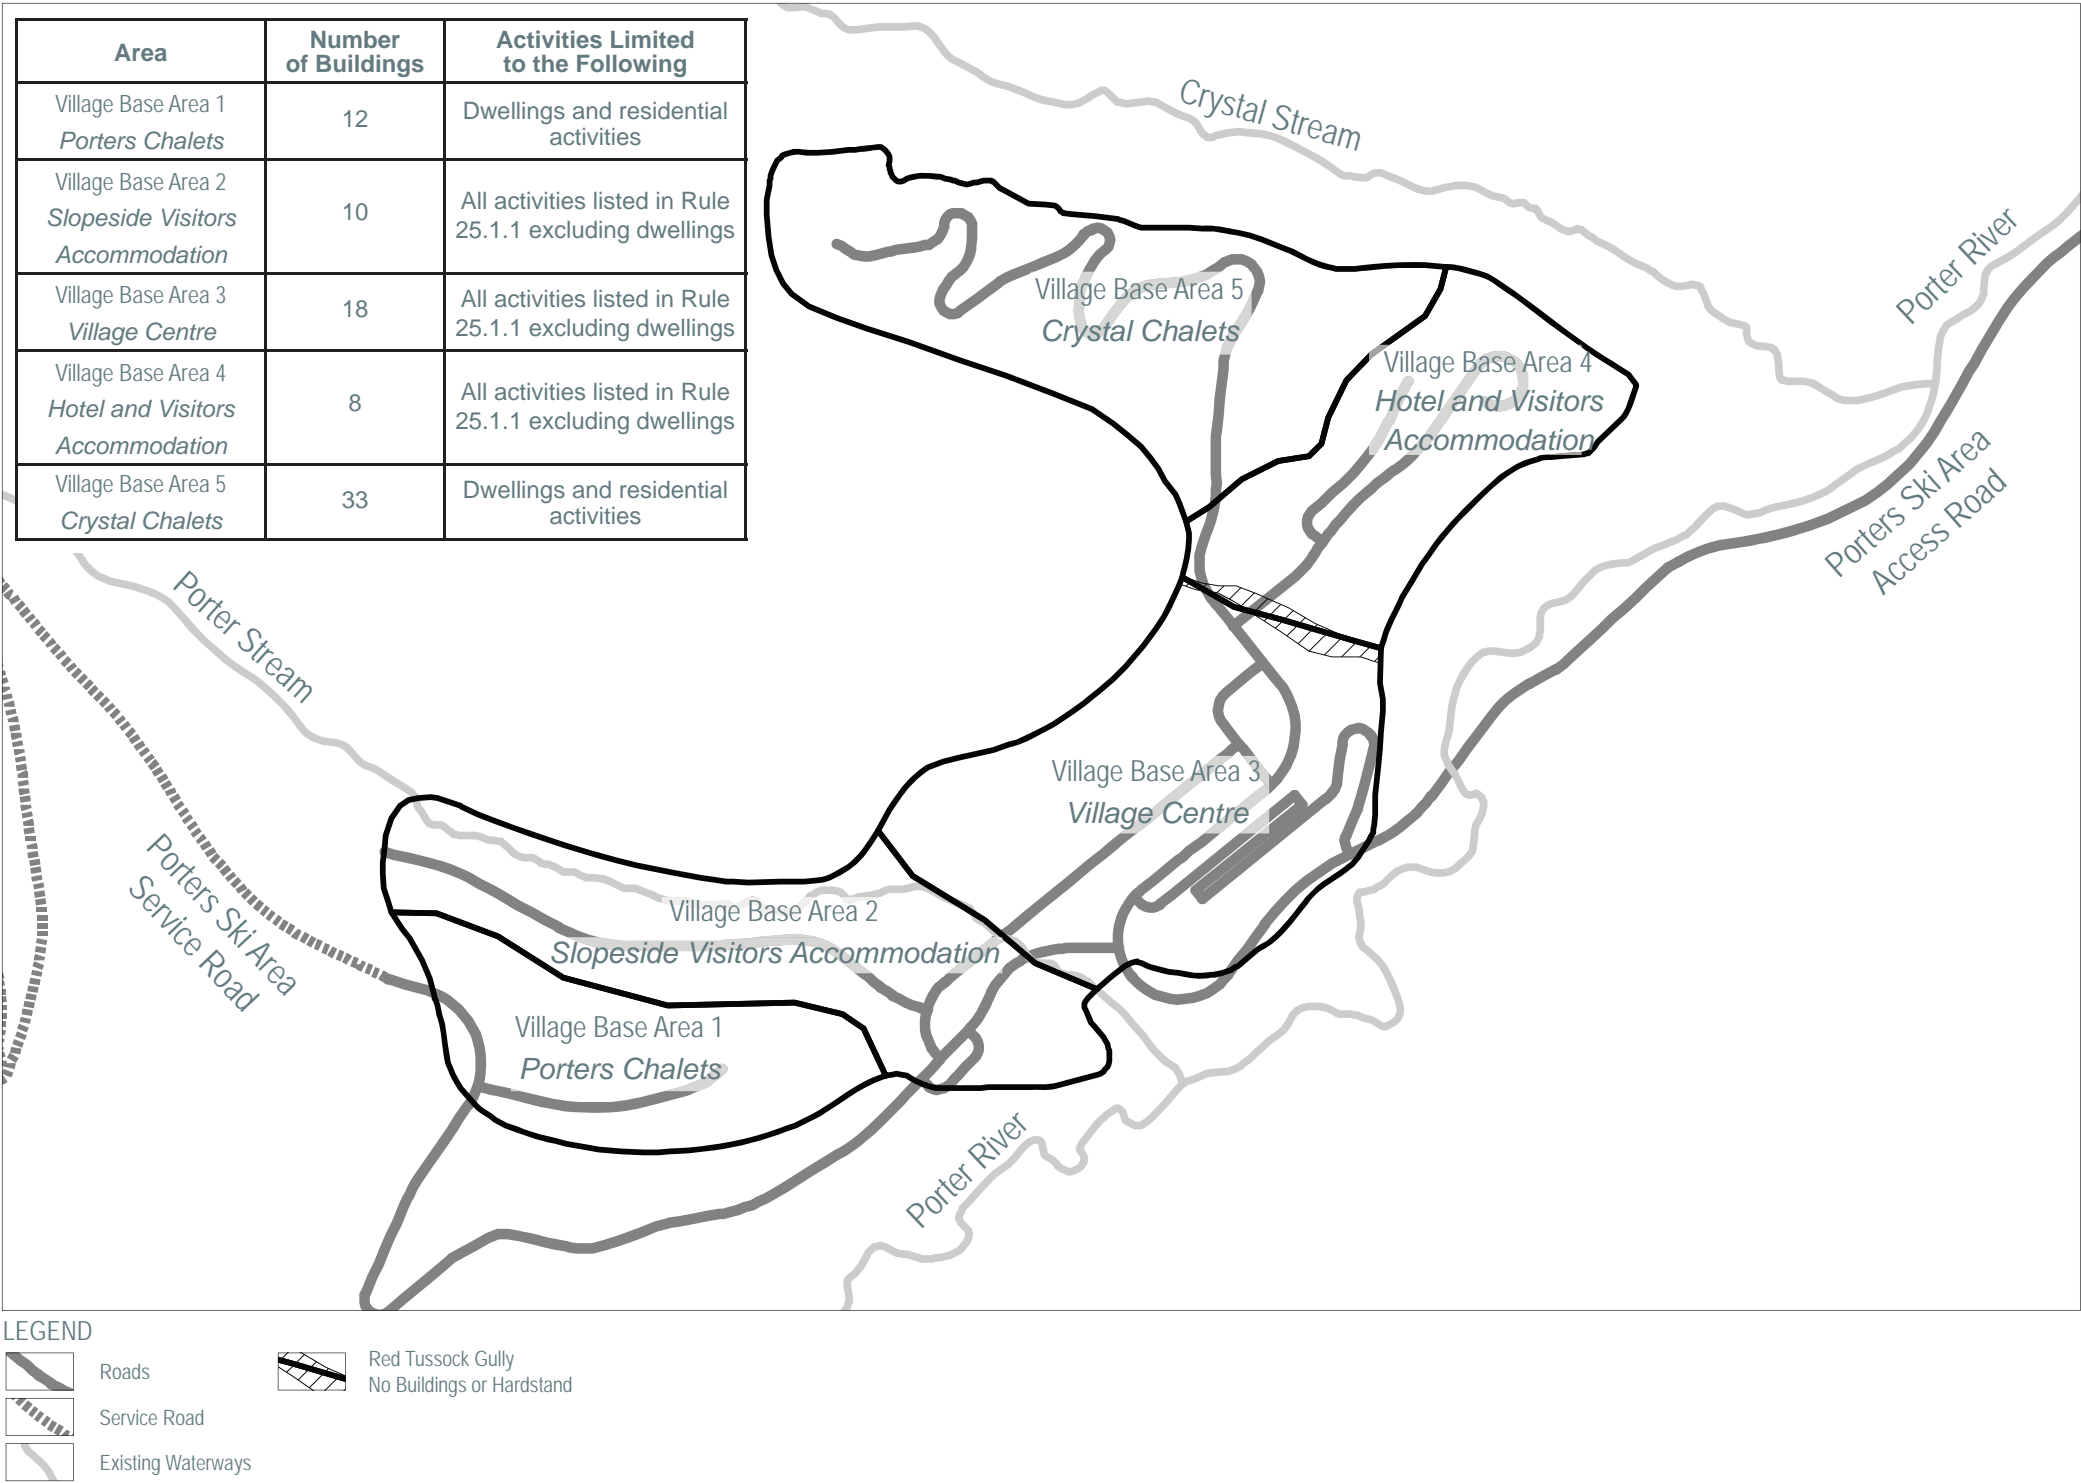 Area
Number
of Buildings
Activities Limited
to the Following
Village Base Area 1
Porters Chalets
12
Dwellings and residential
activities
Village Base Area 2
Slopeside Visitors
Accommodation
10
All activities listed in Rule
25.1.1 excluding dwellings
Village Base Area 3
Village Centre
18
All activities listed in Rule
25.1.1 excluding dwellings
Village Base Area 4
Hotel and Visitors
Accommodation
8
All activities listed in Rule
25.1.1 excluding dwellings
Village Base Area 5
Crystal Chalets
33
Dwellings and residential
activities
Crystal Stream
Porter River
Village Base Area 5
Crystal Chalets
Village Base Area 4
Hotel and Visitors
Accommodation
Porters Ski Area
Access Road
Porter Stream
Village Base Area 3
Village Centre
Porters Ski Area
Service Road
Village Base Area 2
Slopeside Visitors Accommodation
Village Base Area 1
Porters Chalets
Porter River
LEGEND
Roads
Service Road
Existing Waterways
Red Tussock Gully
No Buildings or Hardstand